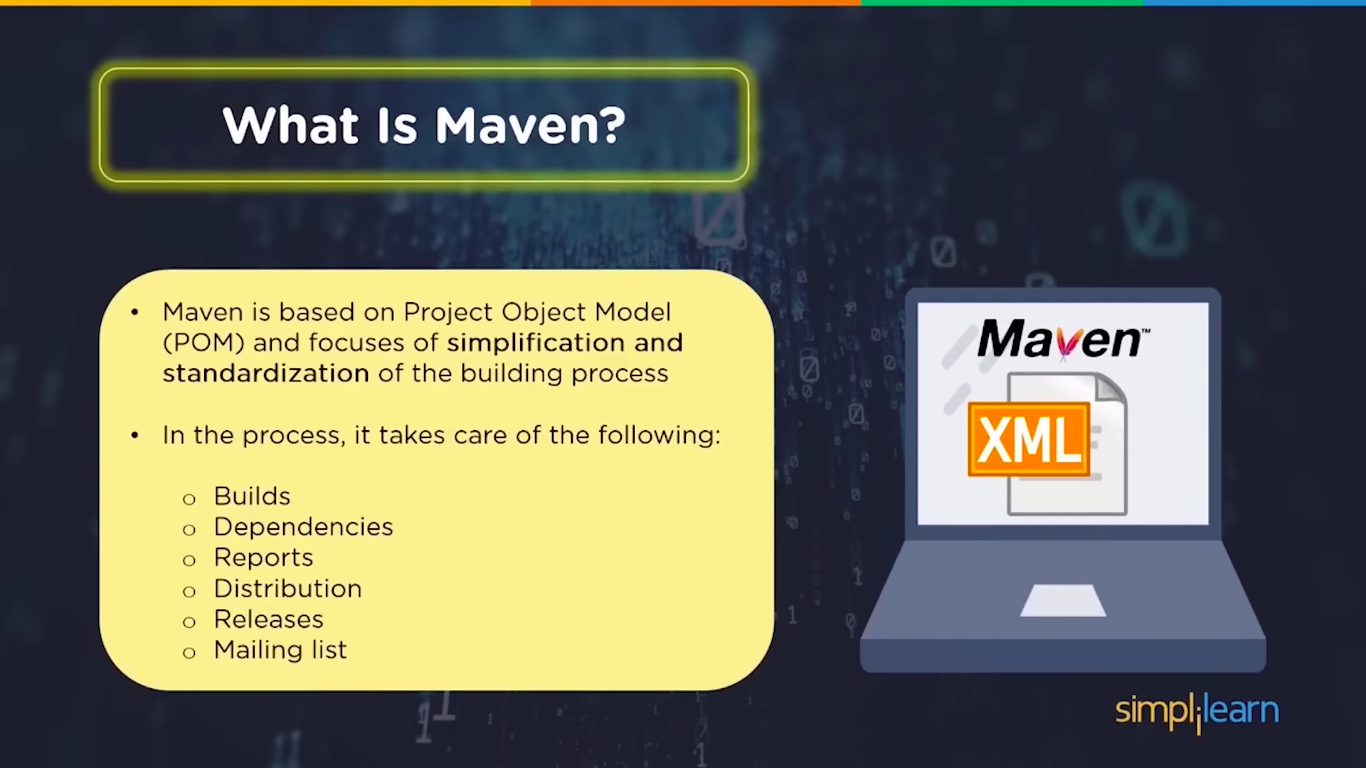 What Is Maven?
• Maven is based on Project Object Model
(POM) and focuses of simplification and
standardization of the building process
• In the process, it takes care of the following:
o Builds
o Dependencies
o Reports
o Distribution
o Releases
o Mailing list
Maven™
XML
simplilearn